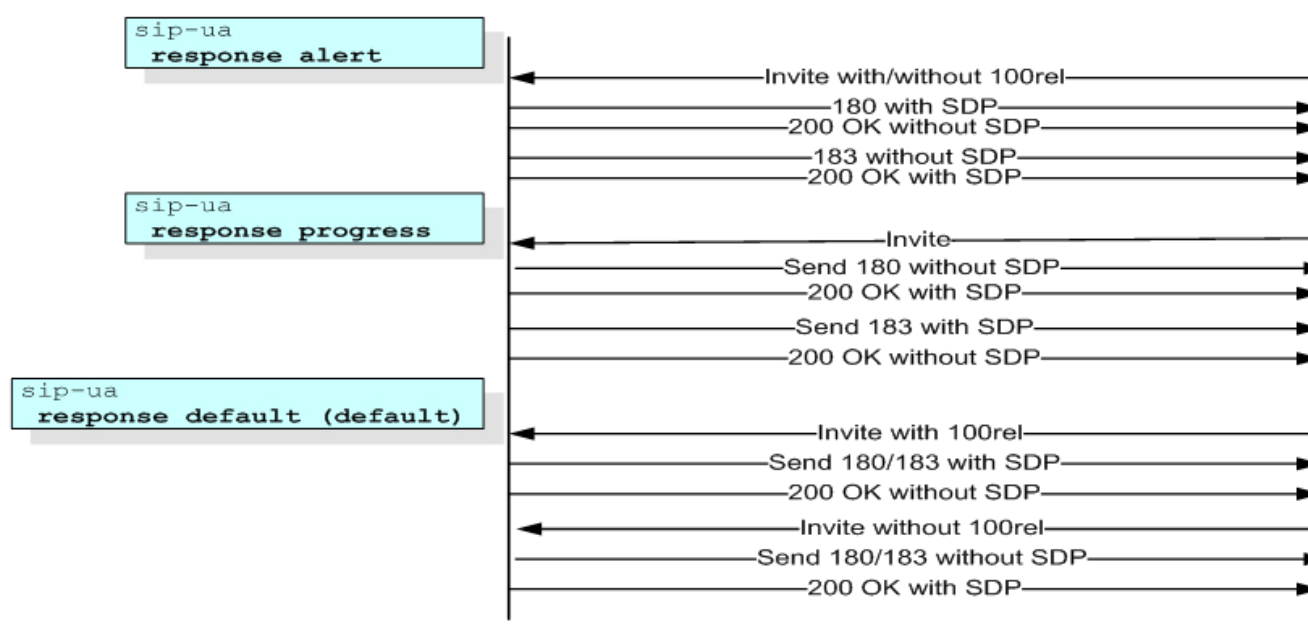 sip-ua
response alert
Invite with/without 100rel
180 with SDP
200 OK without SDP
183 without SDP
200 OK with SDP
sip-ua
response progress
Invite
Send 180 without SDP
200 OK with SDP
Send 183 with SDP
200 OK without SDP
sip-ua
response default (default)
Invite with 100rel
Send 180/183 with SDP
200 OK without SDP
Invite without 100rel
Send 180/183 without SDP
200 OK with SDP